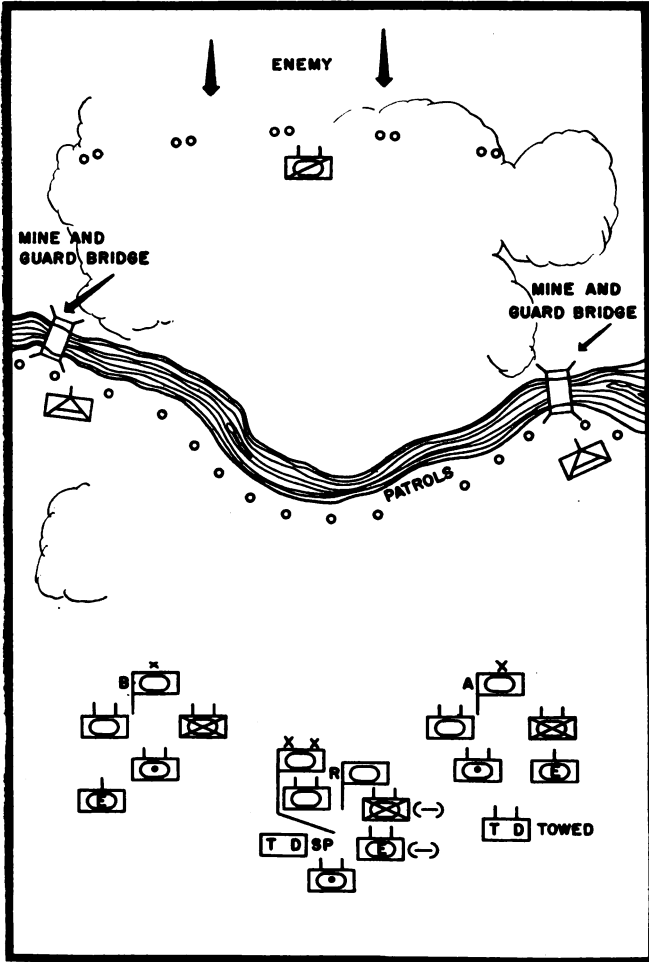 ENEMY
MINE AND
GUARD BRIDGE
MINE AND
GUARD BRIDGE
PATROLS
B
A
R
E
E
T D SP
E
T D TOWED